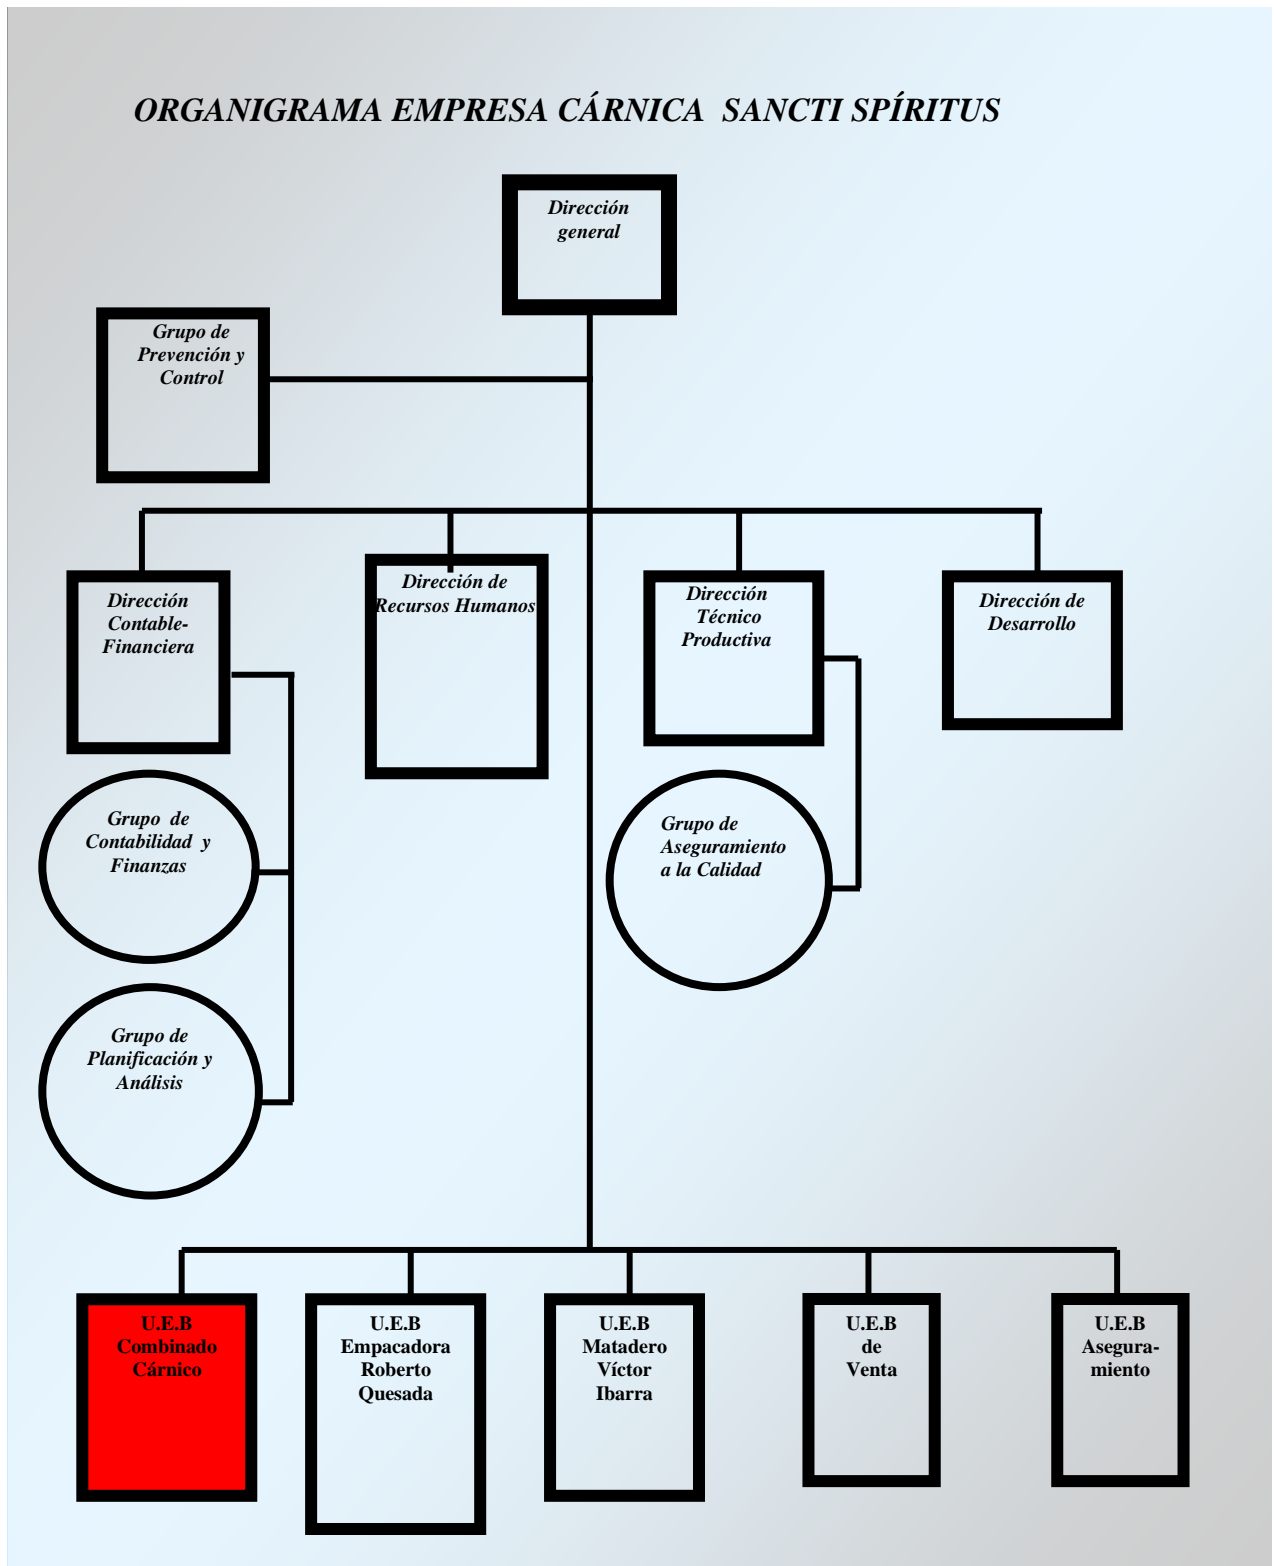 ORGANIGRAMA EMPRESA CÁRNICA  SANCTI SPÍRITUS
Dirección
general
Grupo de
Prevención y
Control
Dirección
Contable-
Financiera
Dirección de
Recursos Humanos
Dirección
Técnico
Productiva
Dirección de
Desarrollo
Grupo  de
Contabilidad  y
Finanzas
Grupo de
Aseguramiento
a la Calidad
Grupo de
Planificación y
Análisis
U.E.B
Combinado
Cárnico
U.E.B
Empacadora
Roberto
Quesada
U.E.B
Matadero
Víctor
Ibarra
U.E.B
de
Venta
U.E.B
Asegura-
miento